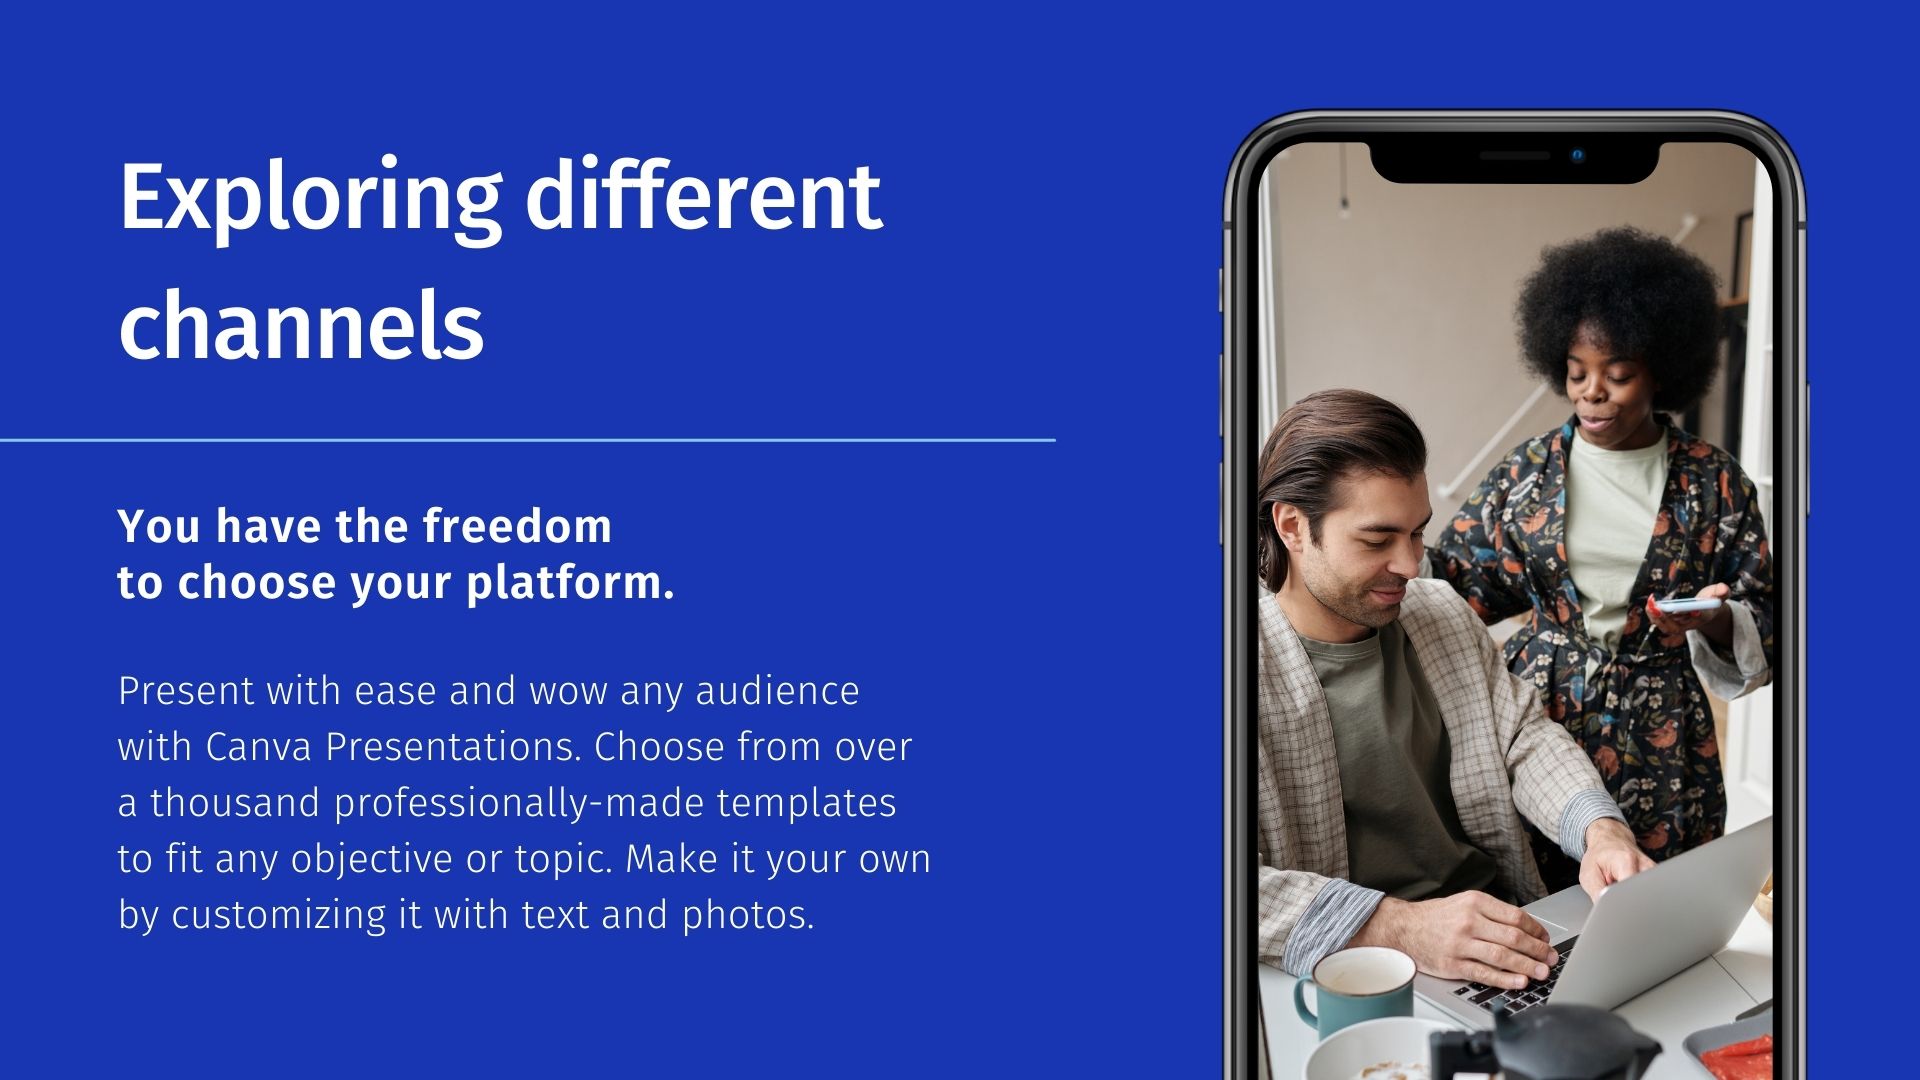 Exploring different
channels
You have the freedom
to choose your platform.
Present with ease and wow any audience
with Canva Presentations. Choose from over
a thousand professionally-made templates
to fit any objective or topic. Make it your own
by customizing it with text and photos.